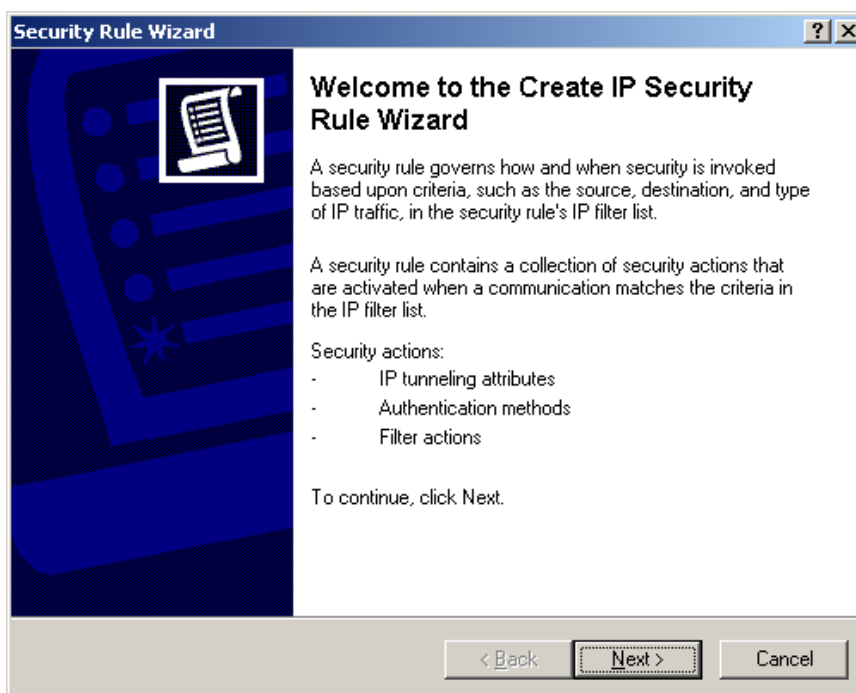 Security Rule Wizard
Welcome to the Create IP Security
Rule Wizard
A security rule governs how and when security is invoked
based upon criteria, such as the source, destination, and type
of IP traffic, in the security rule's IP filter list.
A security rule contains a collection of security actions that
are activated when a communication matches the criteria in
the IP filter list.
Security actions:
- IP tunneling attributes
- Authentication methods
- Filter actions
To continue, click Next.
< Back Next > Cancel